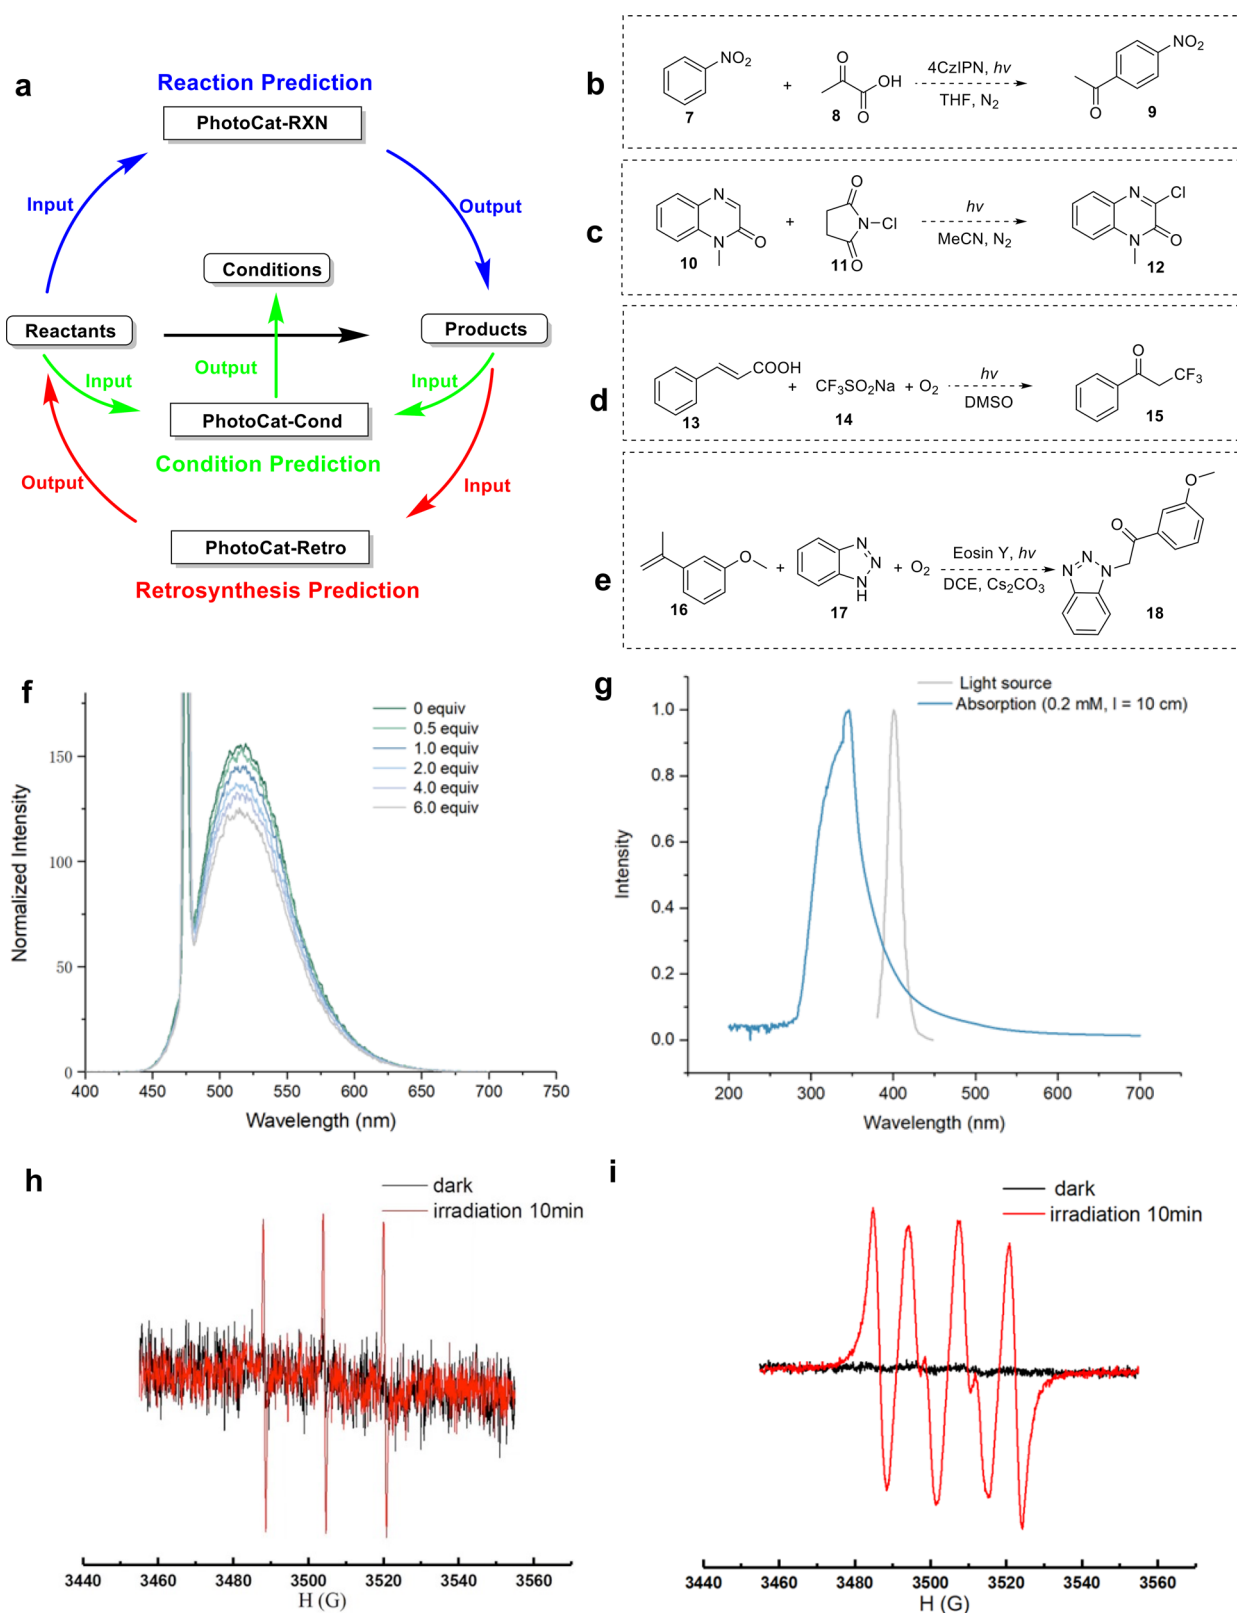 a
Reaction Prediction
PhotoCat-RXN
Input
Output
Conditions
Reactants
Products
Input
Output
Input
PhotoCat-Cond
Condition Prediction
Output
Input
PhotoCat-Retro
Retrosynthesis Prediction
b
NO2
7
+
O
OH
O
8
4CzIPN, hv
THF, N2
NO2
O
9
c
N
N
O
10
+
O
N-Cl
O
11
hv
MeCN, N2
N
Cl
N
O
12
d
COOH
13
+
CF3SO2Na
14
+ O2
hv
DMSO
O
CF3
15
e
O
16
+
N
N
N
H
17
+ O2
Eosin Y, hv
DCE, Cs2CO3
O
O
N
N
N
18
f
0 equiv
0.5 equiv
1.0 equiv
2.0 equiv
4.0 equiv
6.0 equiv
Normalized Intensity
150
100
50
0
400 450 500 550 600 650 700 750
Wavelength (nm)
g
Light source
Absorption (0.2 mM, l = 10 cm)
Intensity
1.0
0.8
0.6
0.4
0.2
0.0
200 300 400 500 600 700
Wavelength (nm)
h
dark
irradiation 10min
3440 3460 3480 3500 3520 3540 3560
H (G)
i
dark
irradiation 10min
3440 3460 3480 3500 3520 3540 3560
H (G)